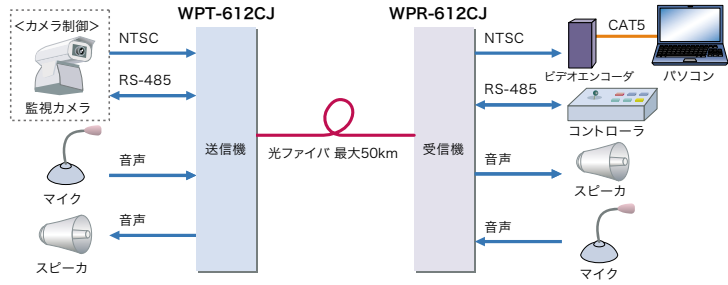 WPT-612CJ
WPR-612CJ
<カメラ制御>
監視カメラ
NTSC
RS-485
マイク
音声
スピーカ
音声
送信機
光ファイバ 最大50km
受信機
NTSC
CAT5
ビデオエンコーダ
パソコン
RS-485
コントローラ
音声
スピーカ
音声
マイク